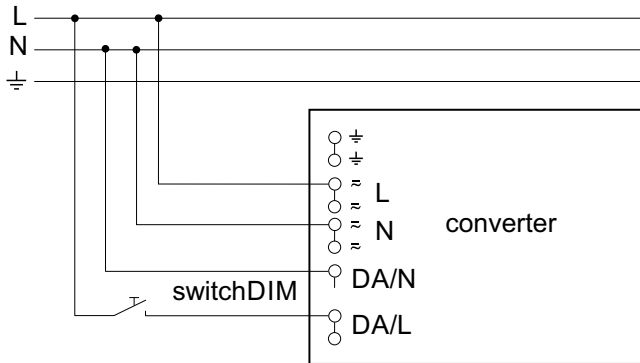 L
N
L
N
converter
DA/N
switchDIM
DA/L